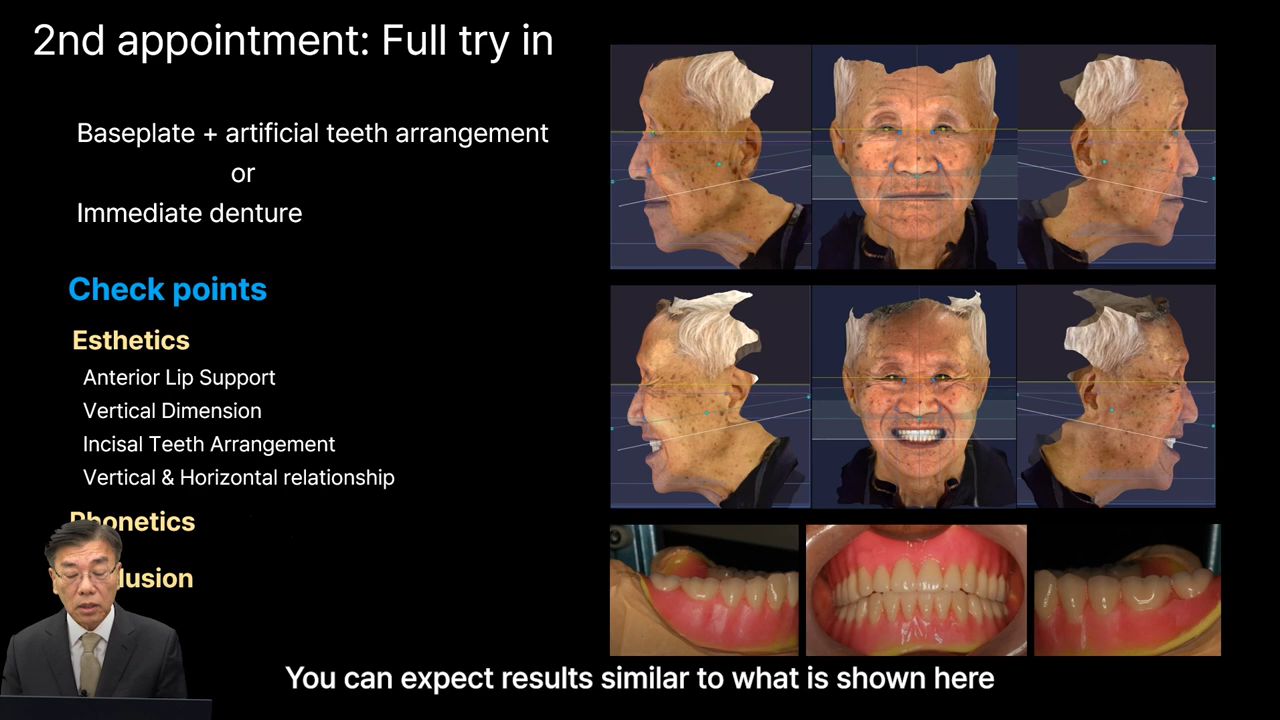 2nd appointment: Full try in
Baseplate + artificial teeth arrangement
or
Immediate denture
Check points
Esthetics
Anterior Lip Support
Vertical Dimension
Incisal Teeth Arrangement
Vertical & Horizontal relationship
Phonetics
lusion
You can expect results similar to what is shown here